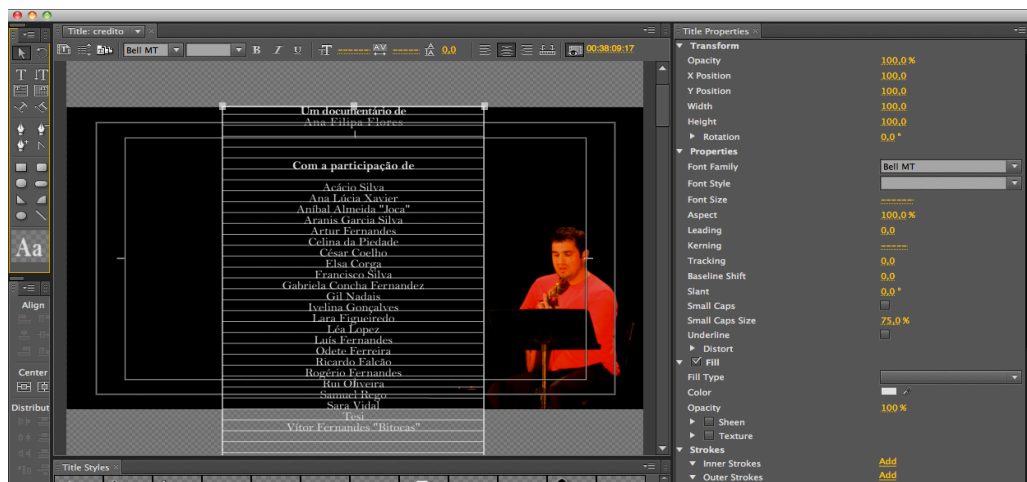 Title: credito
Title Properties
Bell MT
B I U
T
AV
A
0,0
00:38:09:17
T IT
Aa
Align
Center
Distribut
Um documentário de
Ana Filipa Flores
Com a participação de
Acácio Silva
Ana Lúcia Xavier
Aníbal Almeida "Joca"
Aranis Garcia Silva
Artur Fernandes
Celina da Piedade
César Coelho
Elsa Corga
Francisco Silva
Gabriela Concha Fernandez
Gil Nadais
Ivelina Gonçalves
Lara Figueiredo
Léa Lopez
Luís Fernandes
Odete Ferreira
Ricardo Falcão
Rogério Fernandes
Rui Oliveira
Samuel Rego
Sara Vidal
Tesi
Vítor Fernandes "Bitocas"
Title Styles
Transform
Opacity 100,0 %
X Position 100,0
Y Position 100,0
Width 100,0
Height 100,0
Rotation 0,0 °
Properties
Font Family Bell MT
Font Style
Font Size
Aspect 100,0 %
Leading 0,0
Kerning
Tracking 0,0
Baseline Shift 0,0
Slant 0,0 °
Small Caps
Small Caps Size 75,0 %
Underline
Distort
Fill
Fill Type
Color
Opacity 100 %
Sheen
Texture
Strokes
Inner Strokes Add
Outer Strokes Add